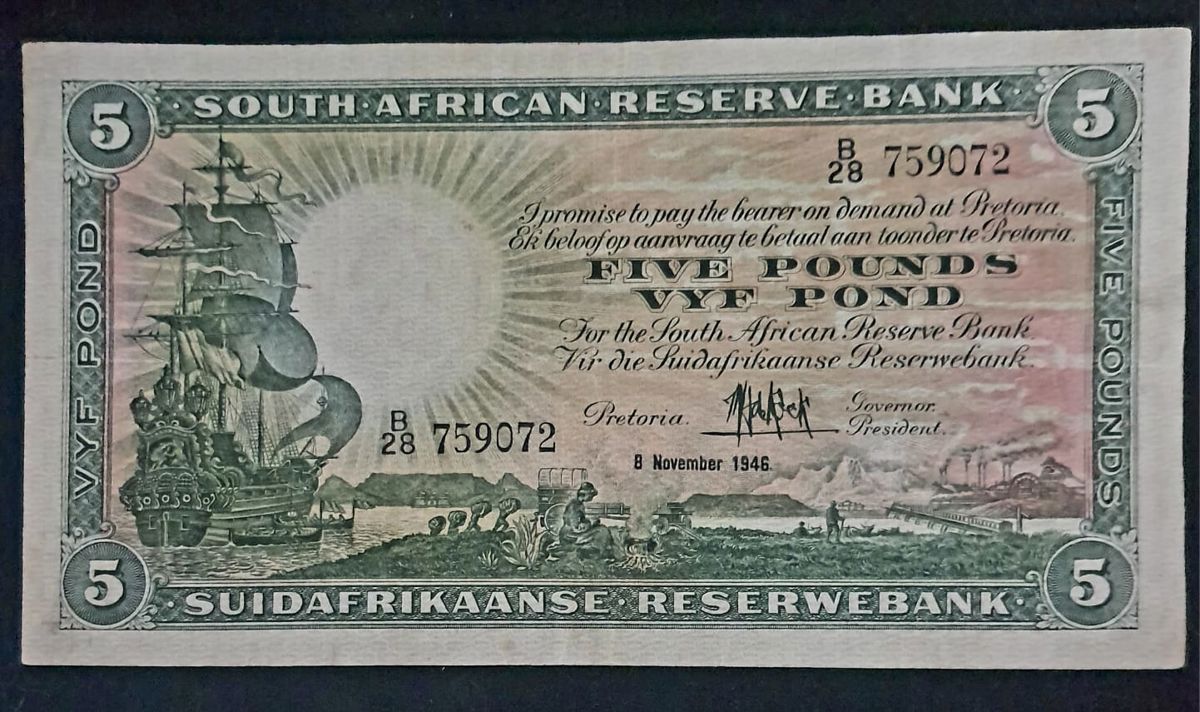 5 SOUTH·AFRICAN·RESERVE·BANK 5
B/28 759072
I promise to pay the bearer on demand at Pretoria.
Ek beloof op aanvraag te betaal aan toonder te Pretoria.
FIVE POUNDS
VYF POND
For the South African Reserve Bank
Vir die Suidafrikaanse Reserwebank.
Pretoria. Governor.
President.
B/28 759072
8 November 1946.
VYF POND
FIVE POUNDS
5 SUIDAFRIKAANSE·RESERWEBANK· 5